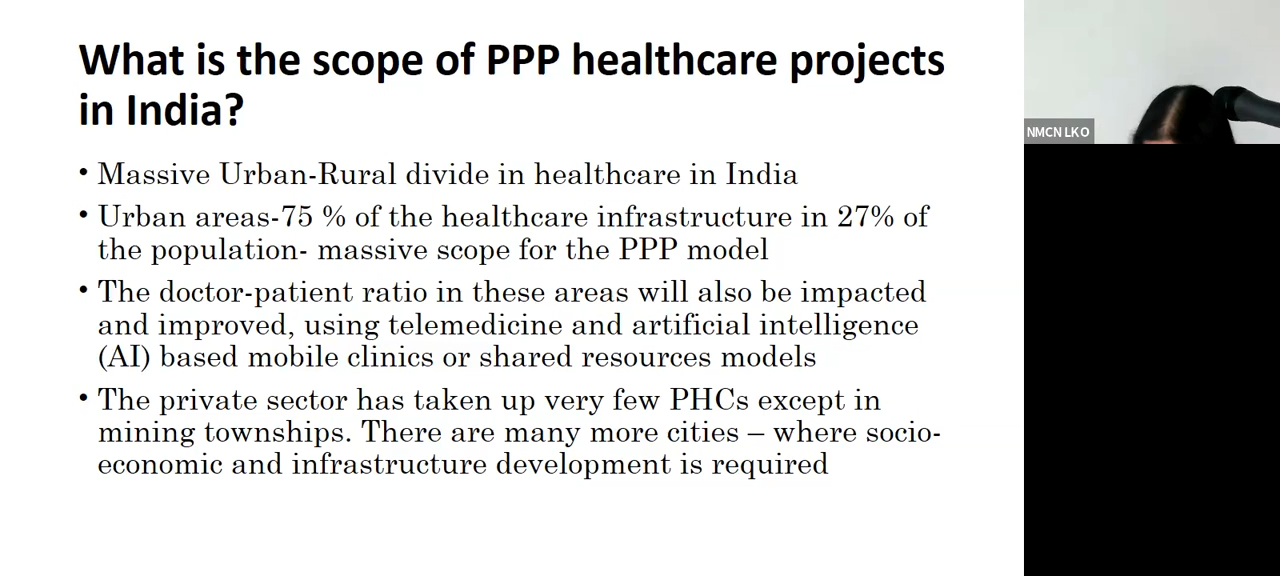 What is the scope of PPP healthcare projects
in India?
• Massive Urban-Rural divide in healthcare in India
• Urban areas-75 % of the healthcare infrastructure in 27% of
the population- massive scope for the PPP model
• The doctor-patient ratio in these areas will also be impacted
and improved, using telemedicine and artificial intelligence
(AI) based mobile clinics or shared resources models
• The private sector has taken up very few PHCs except in
mining townships. There are many more cities – where socio-
economic and infrastructure development is required
NMCN LKO